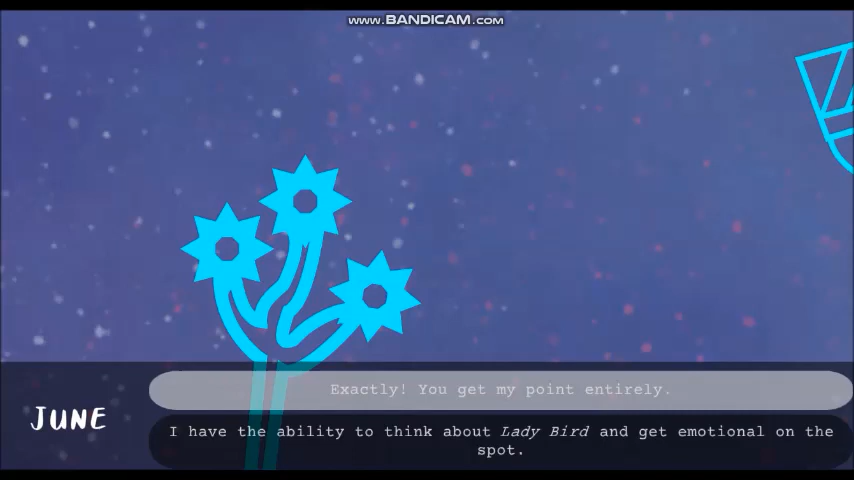 www.BANDICAM.com
Exactly! You get my point entirely.
JUNE
I have the ability to think about Lady Bird and get emotional on the
spot.